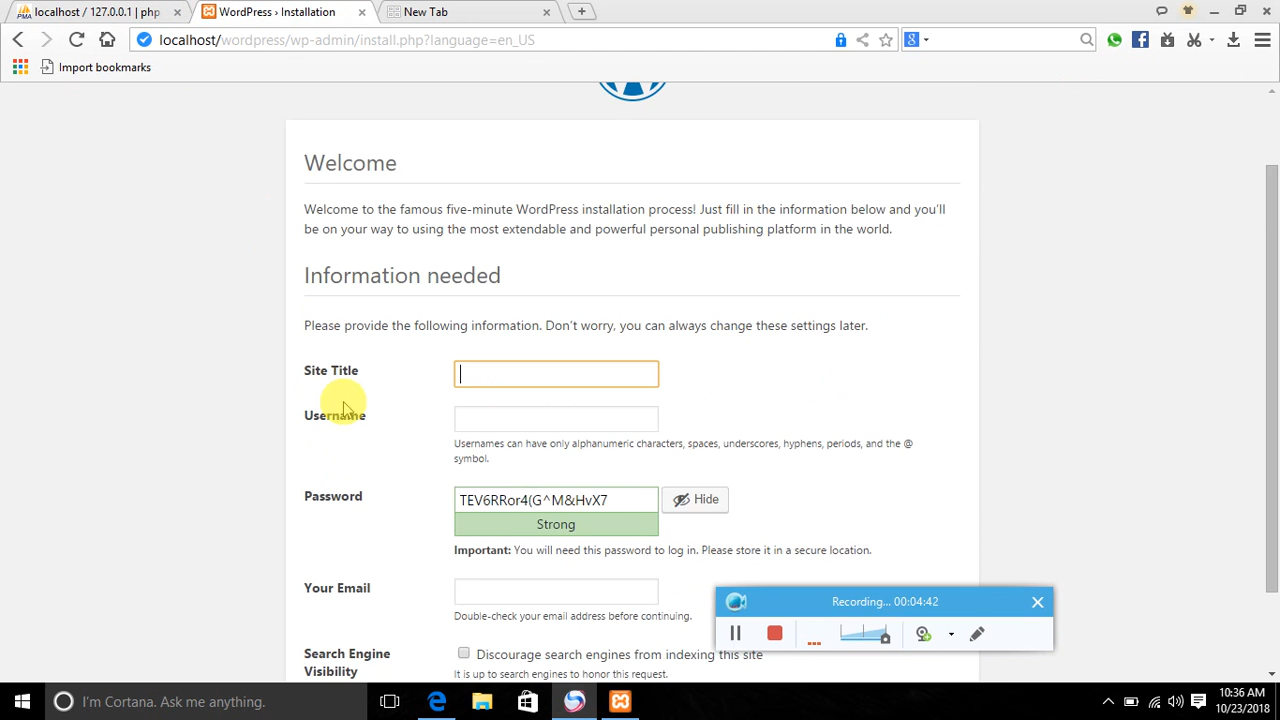 localhost / 127.0.0.1 | php
WordPress › Installation
New Tab
localhost/wordpress/wp-admin/install.php?language=en_US
Import bookmarks
Welcome
Welcome to the famous five-minute WordPress installation process! Just fill in the information below and you'll
be on your way to using the most extendable and powerful personal publishing platform in the world.
Information needed
Please provide the following information. Don't worry, you can always change these settings later.
Site Title
Username
Usernames can have only alphanumeric characters, spaces, underscores, hyphens, periods, and the @
symbol.
Password
TEV6RRor4(G^M&HvX7
Hide
Strong
Important: You will need this password to log in. Please store it in a secure location.
Your Email
Double-check your email address before continuing.
Recording... 00:04:42
Search Engine
Visibility
Discourage search engines from indexing this site
It is up to search engines to honor this request.
I'm Cortana. Ask me anything.
10:36 AM
10/23/2018